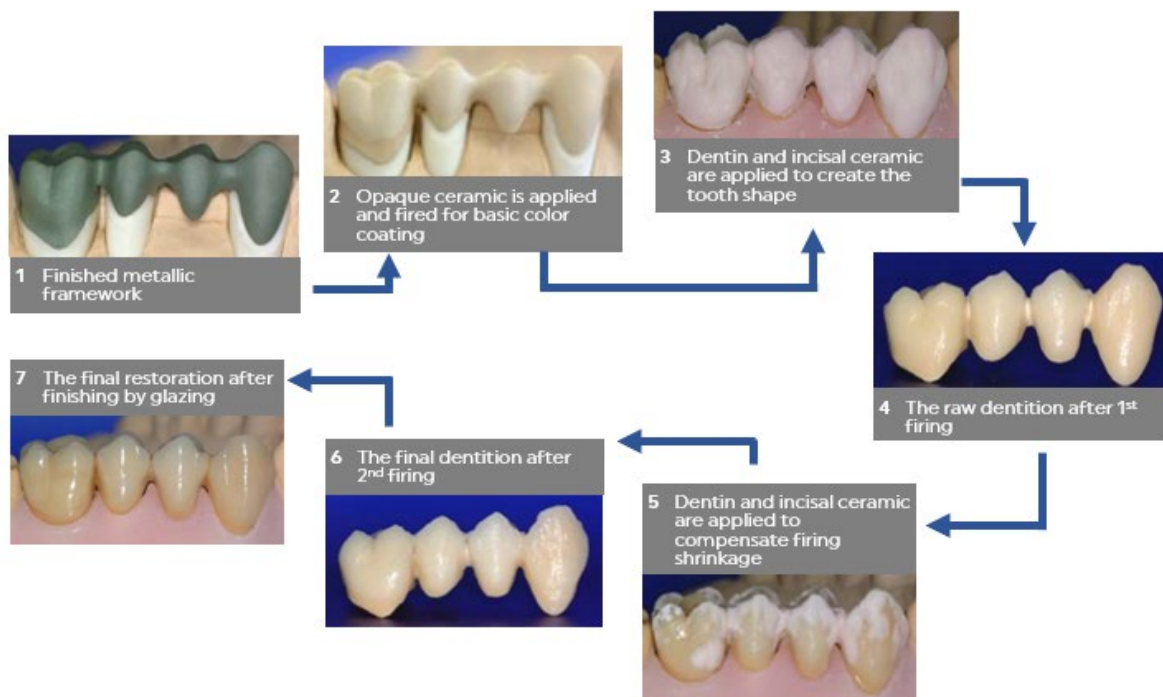 1 Finished metallic
framework
2 Opaque ceramic is applied
and fired for basic color
coating
3 Dentin and incisal ceramic
are applied to create the
tooth shape
4 The raw dentition after 1st
firing
5 Dentin and incisal ceramic
are applied to
compensate firing
shrinkage
6 The final dentition after
2nd firing
7 The final restoration after
finishing by glazing